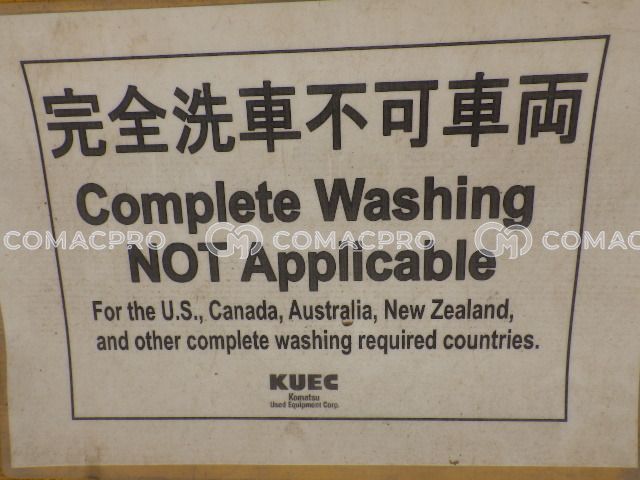 完全洗車不可車両
Complete Washing
COMACPRO COMACPRO COMACPRO
NOT Applicable
For the U.S., Canada, Australia, New Zealand,
and other complete washing required countries.
KUEC
Komatsu
Used Equipment Corp.